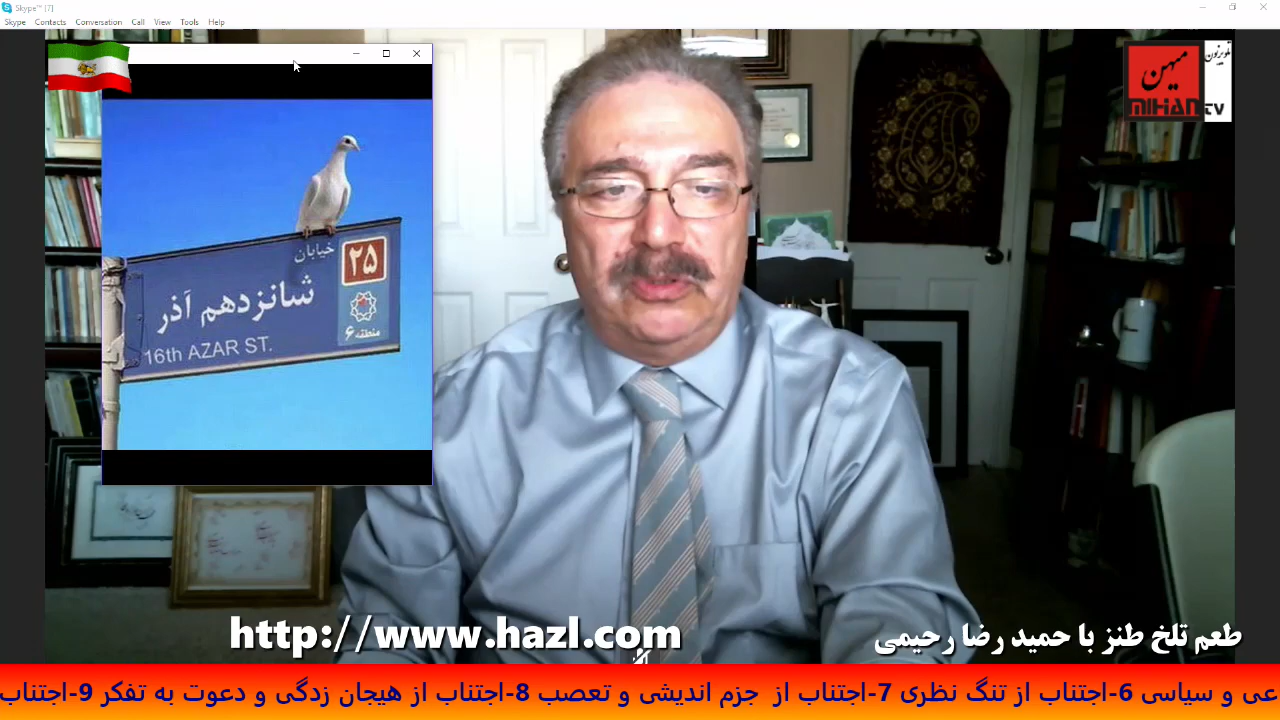 Skype™ [7]
Skype Contacts Conversation Call View Tools Help
میهن
تلویزیون
MIHAN TV
۲۵
خیابان
شانزدهم آذر
منطقه ۶
16th AZAR ST.
http://www.hazl.com
طعم تلخ طنز با حمید رضا رحیمی
عی و سیاسی 6-اجتناب از تنگ نظری 7-اجتناب از جزم اندیشی و تعصب 8-اجتناب از هیجان زدگی و دعوت به تفکر 9-اجتناب